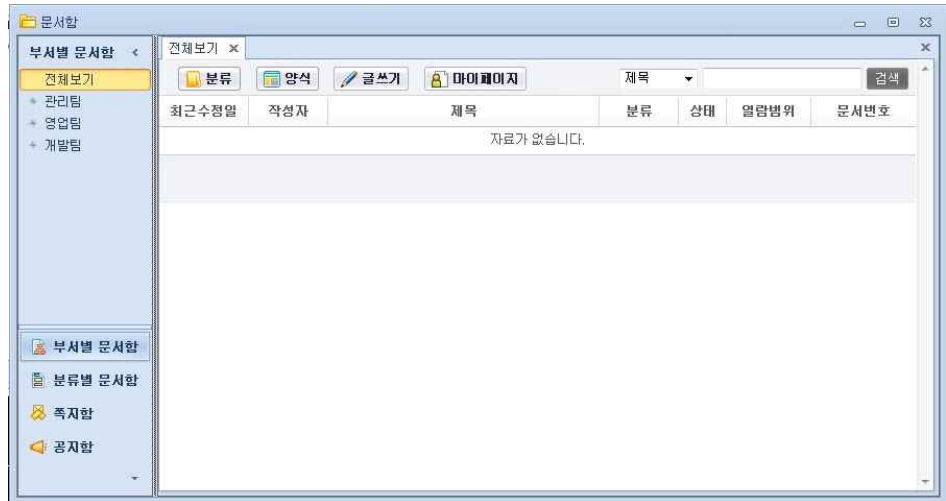 문서함
부서별 문서함
전체보기
관리팀
영업팀
개발팀
부서별 문서함
분류별 문서함
쪽지함
공지함
전체보기
분류 양식 글쓰기 마이페이지 제목 검색
최근수정일 작성자 제목 분류 상태 열람범위 문서번호
자료가 없습니다.